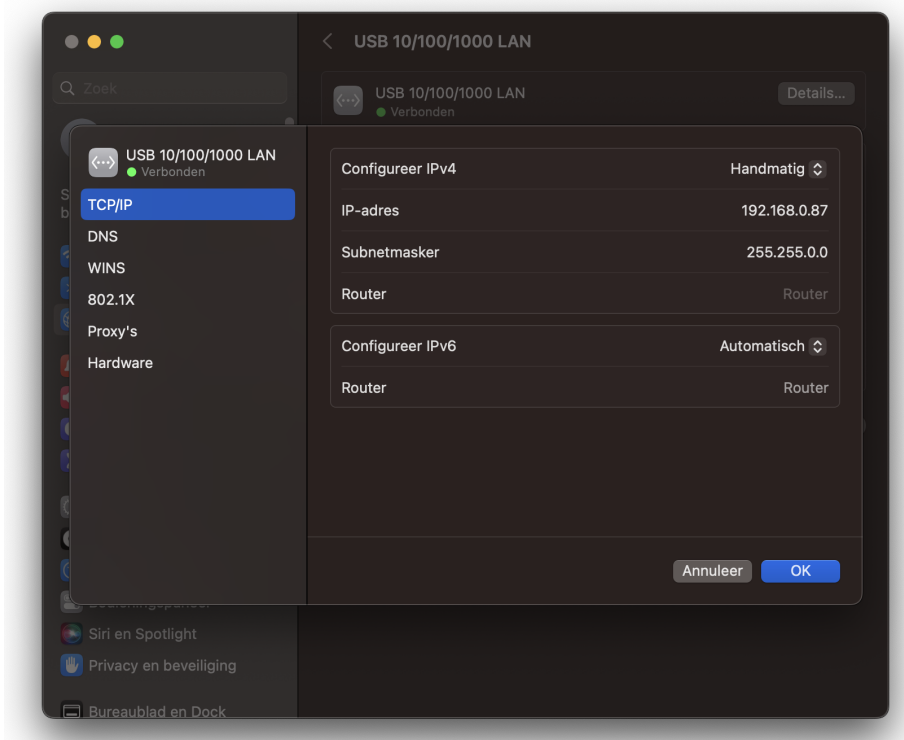 USB 10/100/1000 LAN
Zoek
USB 10/100/1000 LAN
Verbonden
Details...
USB 10/100/1000 LAN
Verbonden
TCP/IP
DNS
WINS
802.1X
Proxy's
Hardware
Configureer IPv4 Handmatig
IP-adres 192.168.0.87
Subnetmasker 255.255.0.0
Router Router
Configureer IPv6 Automatisch
Router Router
Annuleer OK
Siri en Spotlight
Privacy en beveiliging
Bureaublad en Dock